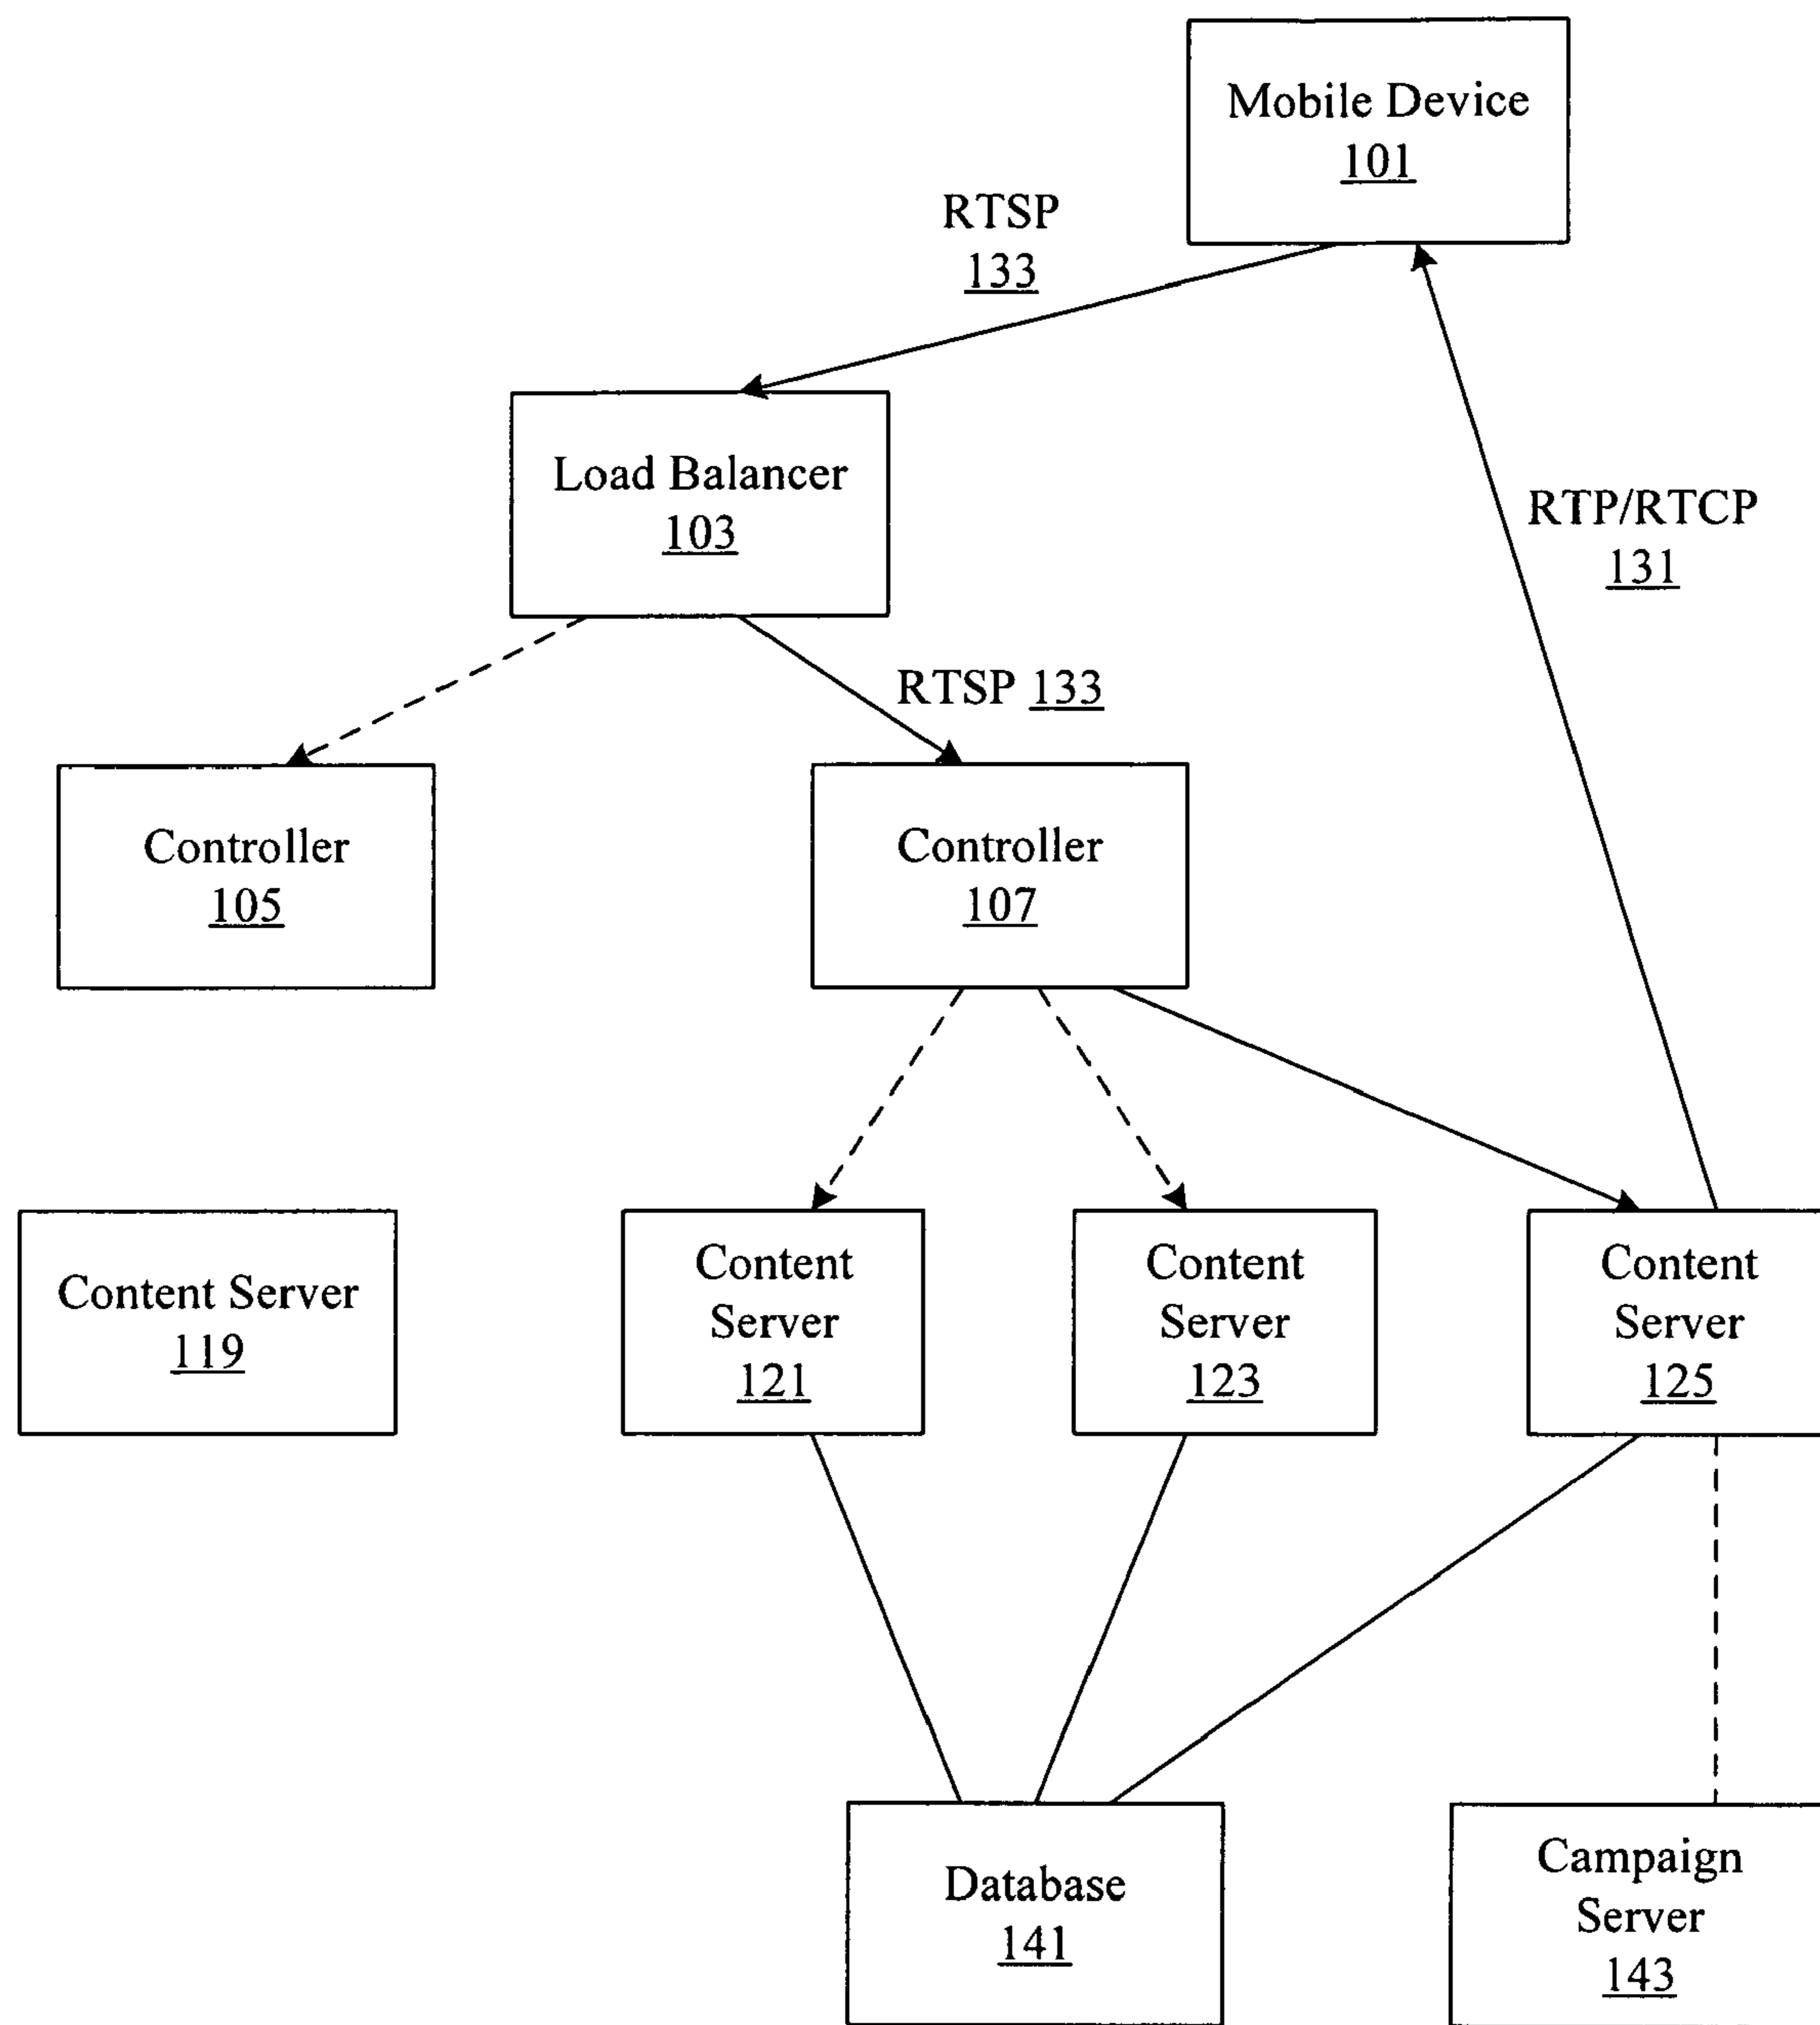 Mobile Device
101
RTSP
133
Load Balancer
103
RTP/RTCP
131
RTSP 133
Controller
105
Controller
107
Content Server
119
Content
Server
121
Content
Server
123
Content
Server
125
Database
141
Campaign
Server
143